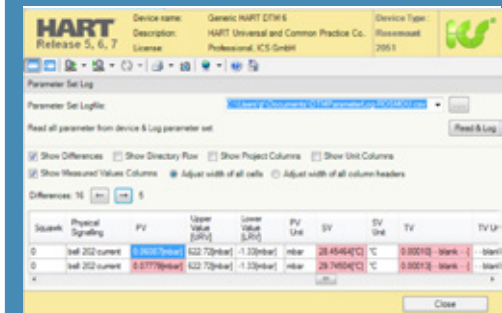 HART
Release 5, 6, 7
Device name: Generic HART DTM 6
Description: HART Universal and Common Practice Co.
License: Professional, ICS GmbH
Device Type:
Rosemount
2051
ics
Parameter Set Log
Parameter Set Logfile:
Read all parameter from device & Log parameter set
Read & Log
Show Differences Show Directory Row Show Project Columns Show Unit Columns
Show Measured Values Columns Adjust width of all cells Adjust width of all column headers
Differences: 16 6
Squawk Physical Signalling PV Upper Value [URV] Lower Value [LRV] PV Unit SV SV Unit TV TV Un
0 bell 202 current 622.72[mbar] -1.33[mbar] mbar 28.45464[°C] °C - blank -
0 bell 202 current 622.72[mbar] -1.33[mbar] mbar 29.74504[°C] °C - blank -
Close